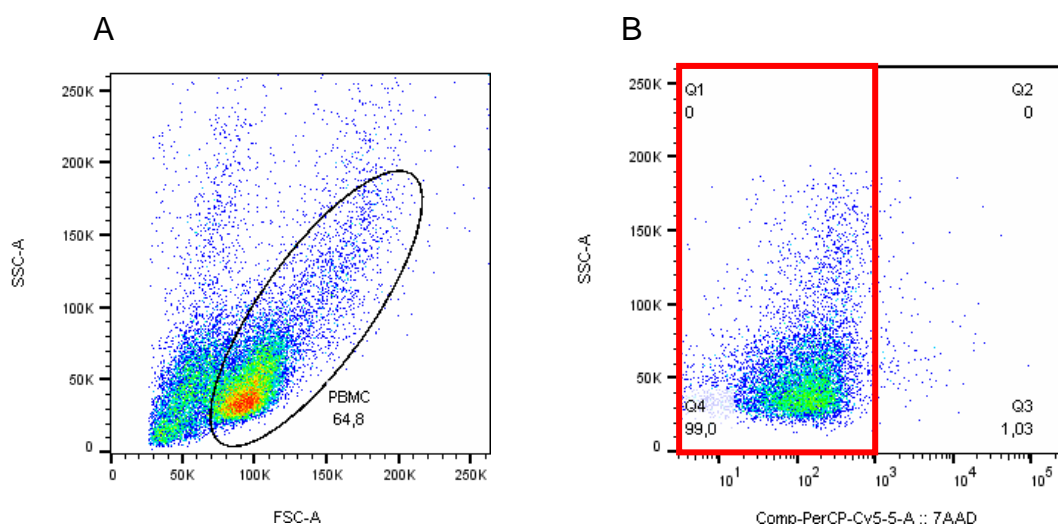 A
250K
200K
150K
100K
50K
0
SSC-A
PBMC
64,8
0 50K 100K 150K 200K 250K
FSC-A
B
250K
200K
150K
100K
50K
0
SSC-A
Q1
0
Q2
0
Q4
99,0
Q3
1,03
10^1 10^2 10^3 10^4 10^5
Comp-PerCP-Cy5-5-A :: 7AAD